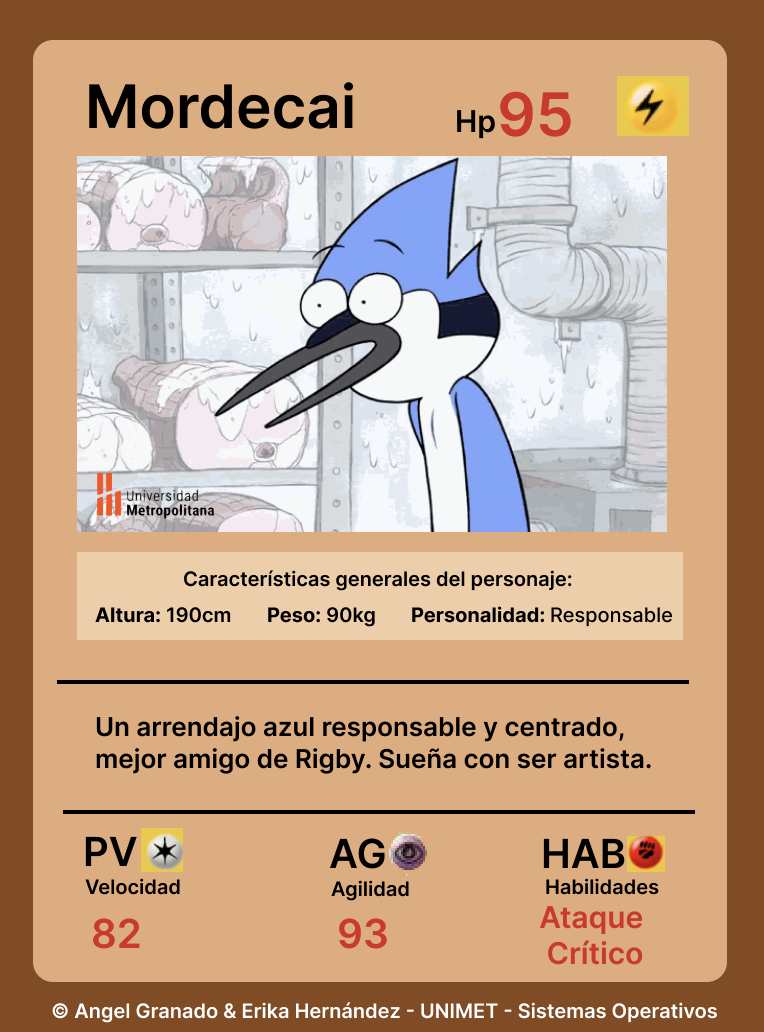 Mordecai
Hp 95
Universidad
Metropolitana
Características generales del personaje:
Altura: 190cm Peso: 90kg Personalidad: Responsable
Un arrendajo azul responsable y centrado,
mejor amigo de Rigby. Sueña con ser artista.
PV AG HAB
Velocidad Agilidad Habilidades
82 93 Ataque
Crítico
© Angel Granado & Erika Hernández - UNIMET - Sistemas Operativos